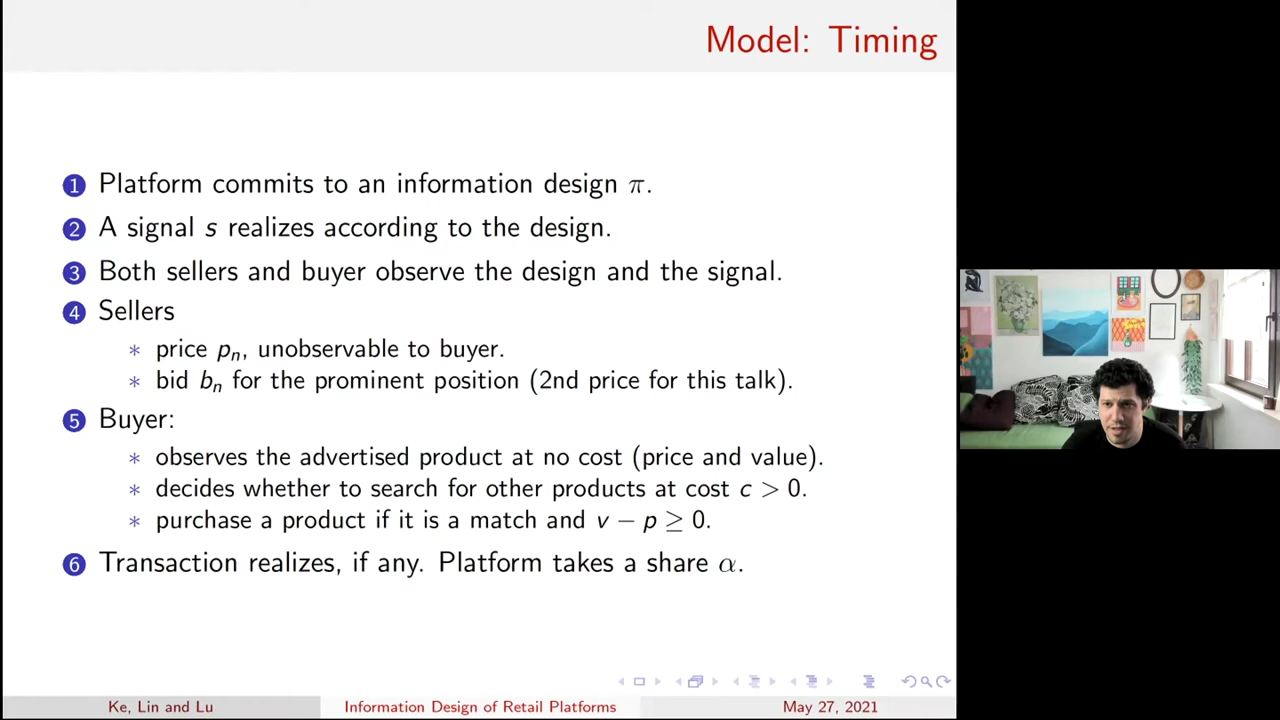 Model: Timing
1 Platform commits to an information design π.
2 A signal s realizes according to the design.
3 Both sellers and buyer observe the design and the signal.
4 Sellers
* price pₙ, unobservable to buyer.
* bid bₙ for the prominent position (2nd price for this talk).
5 Buyer:
* observes the advertised product at no cost (price and value).
* decides whether to search for other products at cost c > 0.
* purchase a product if it is a match and v − p ≥ 0.
6 Transaction realizes, if any. Platform takes a share α.
Ke, Lin and Lu Information Design of Retail Platforms May 27, 2021